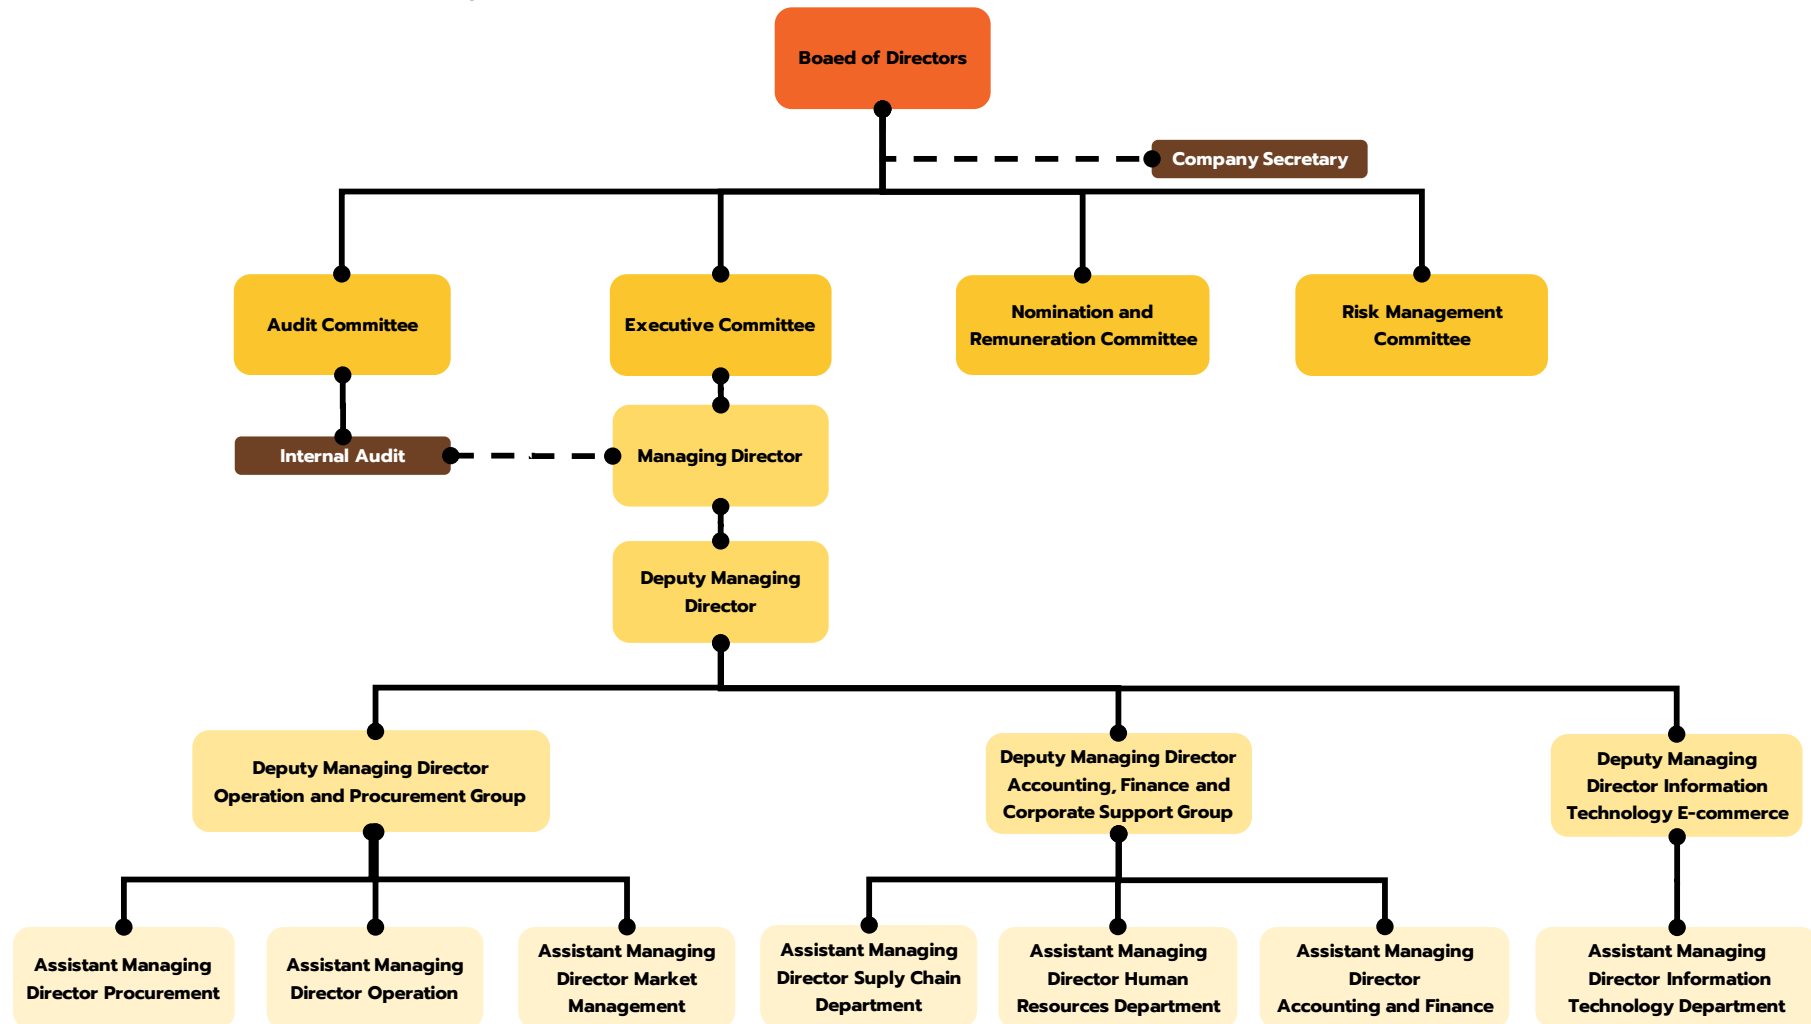 Boaed of Directors
Company Secretary
Audit Committee
Executive Committee
Nomination and
Remuneration Committee
Risk Management
Committee
Internal Audit
Managing Director
Deputy Managing
Director
Deputy Managing Director
Operation and Procurement Group
Deputy Managing Director
Accounting, Finance and
Corporate Support Group
Deputy Managing
Director Information
Technology E-commerce
Assistant Managing
Director Procurement
Assistant Managing
Director Operation
Assistant Managing
Director Market
Management
Assistant Managing
Director Suply Chain
Department
Assistant Managing
Director Human
Resources Department
Assistant Managing
Director
Accounting and Finance
Assistant Managing
Director Information
Technology Department